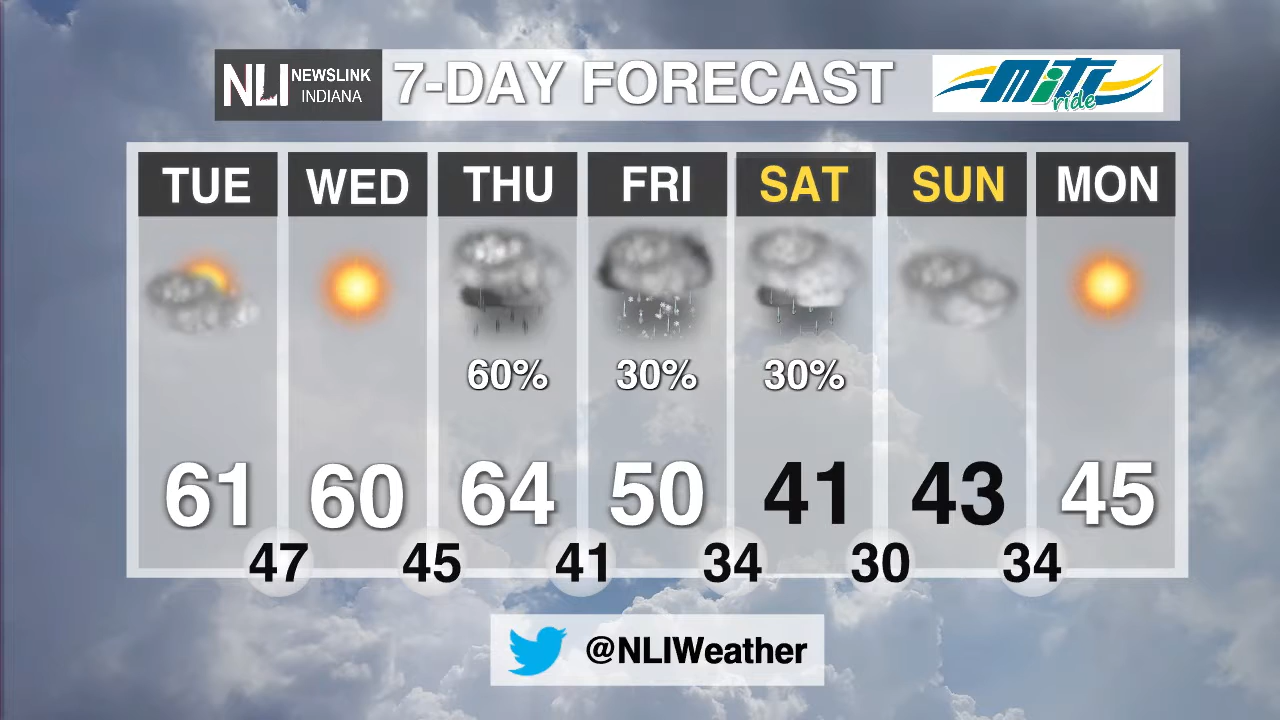 NLI NEWSLINK INDIANA 7-DAY FORECAST MiTS ride
TUE WED THU FRI SAT SUN MON
60% 30% 30%
61 60 64 50 41 43 45
47 45 41 34 30 34
@NLIWeather